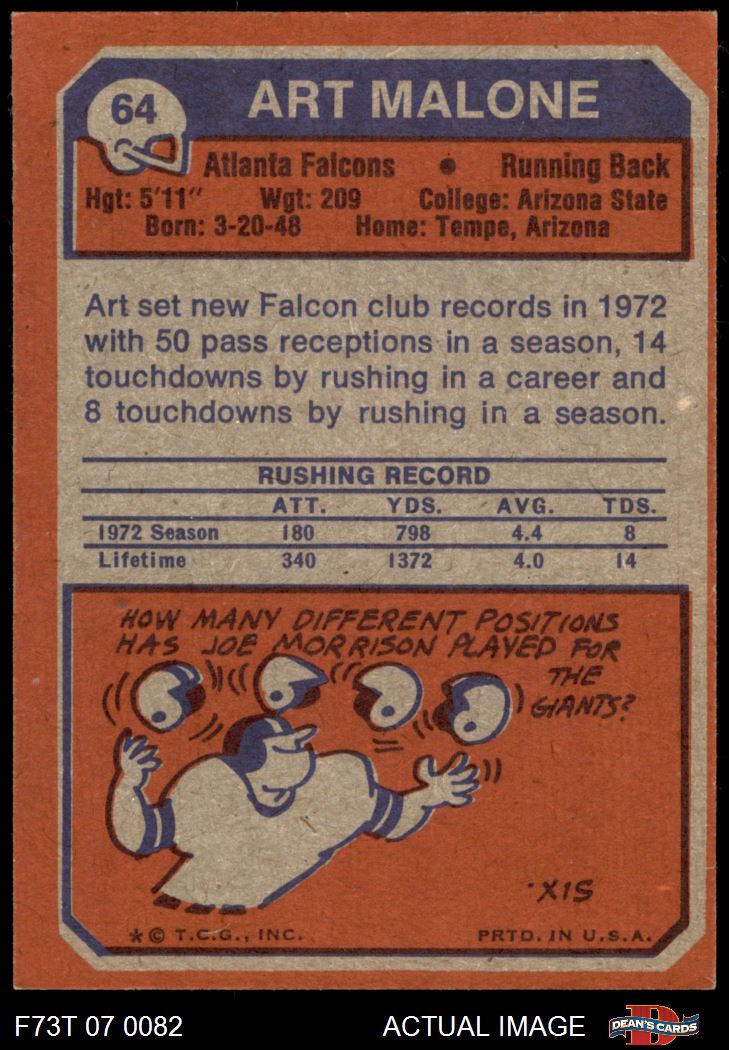 64
ART MALONE
Atlanta Falcons • Running Back
Hgt: 5'11" Wgt: 209 College: Arizona State
Born: 3-20-48 Home: Tempe, Arizona
Art set new Falcon club records in 1972
with 50 pass receptions in a season, 14
touchdowns by rushing in a career and
8 touchdowns by rushing in a season.
RUSHING RECORD
ATT. YDS. AVG. TDS.
1972 Season 180 798 4.4 8
Lifetime 340 1372 4.0 14
HOW MANY DIFFERENT POSITIONS
HAS JOE MORRISON PLAYED FOR
THE
GIANTS?
SIX.
* © T.C.G., INC. PRTD. IN U.S.A.
F73T 07 0082 ACTUAL IMAGE D DEAN'S CARDS